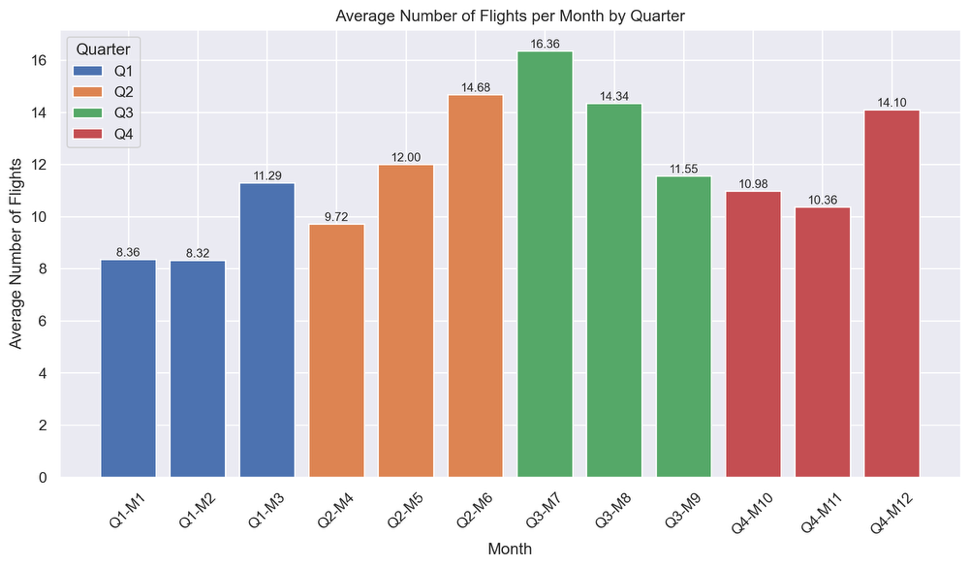 Average Number of Flights per Month by Quarter
Quarter
Q1
Q2
Q3
Q4
Average Number of Flights
16
14
12
10
8
6
4
2
0
8.36
8.32
11.29
9.72
12.00
14.68
16.36
14.34
11.55
10.98
10.36
14.10
Q1-M1
Q1-M2
Q1-M3
Q2-M4
Q2-M5
Q2-M6
Q3-M7
Q3-M8
Q3-M9
Q4-M10
Q4-M11
Q4-M12
Month